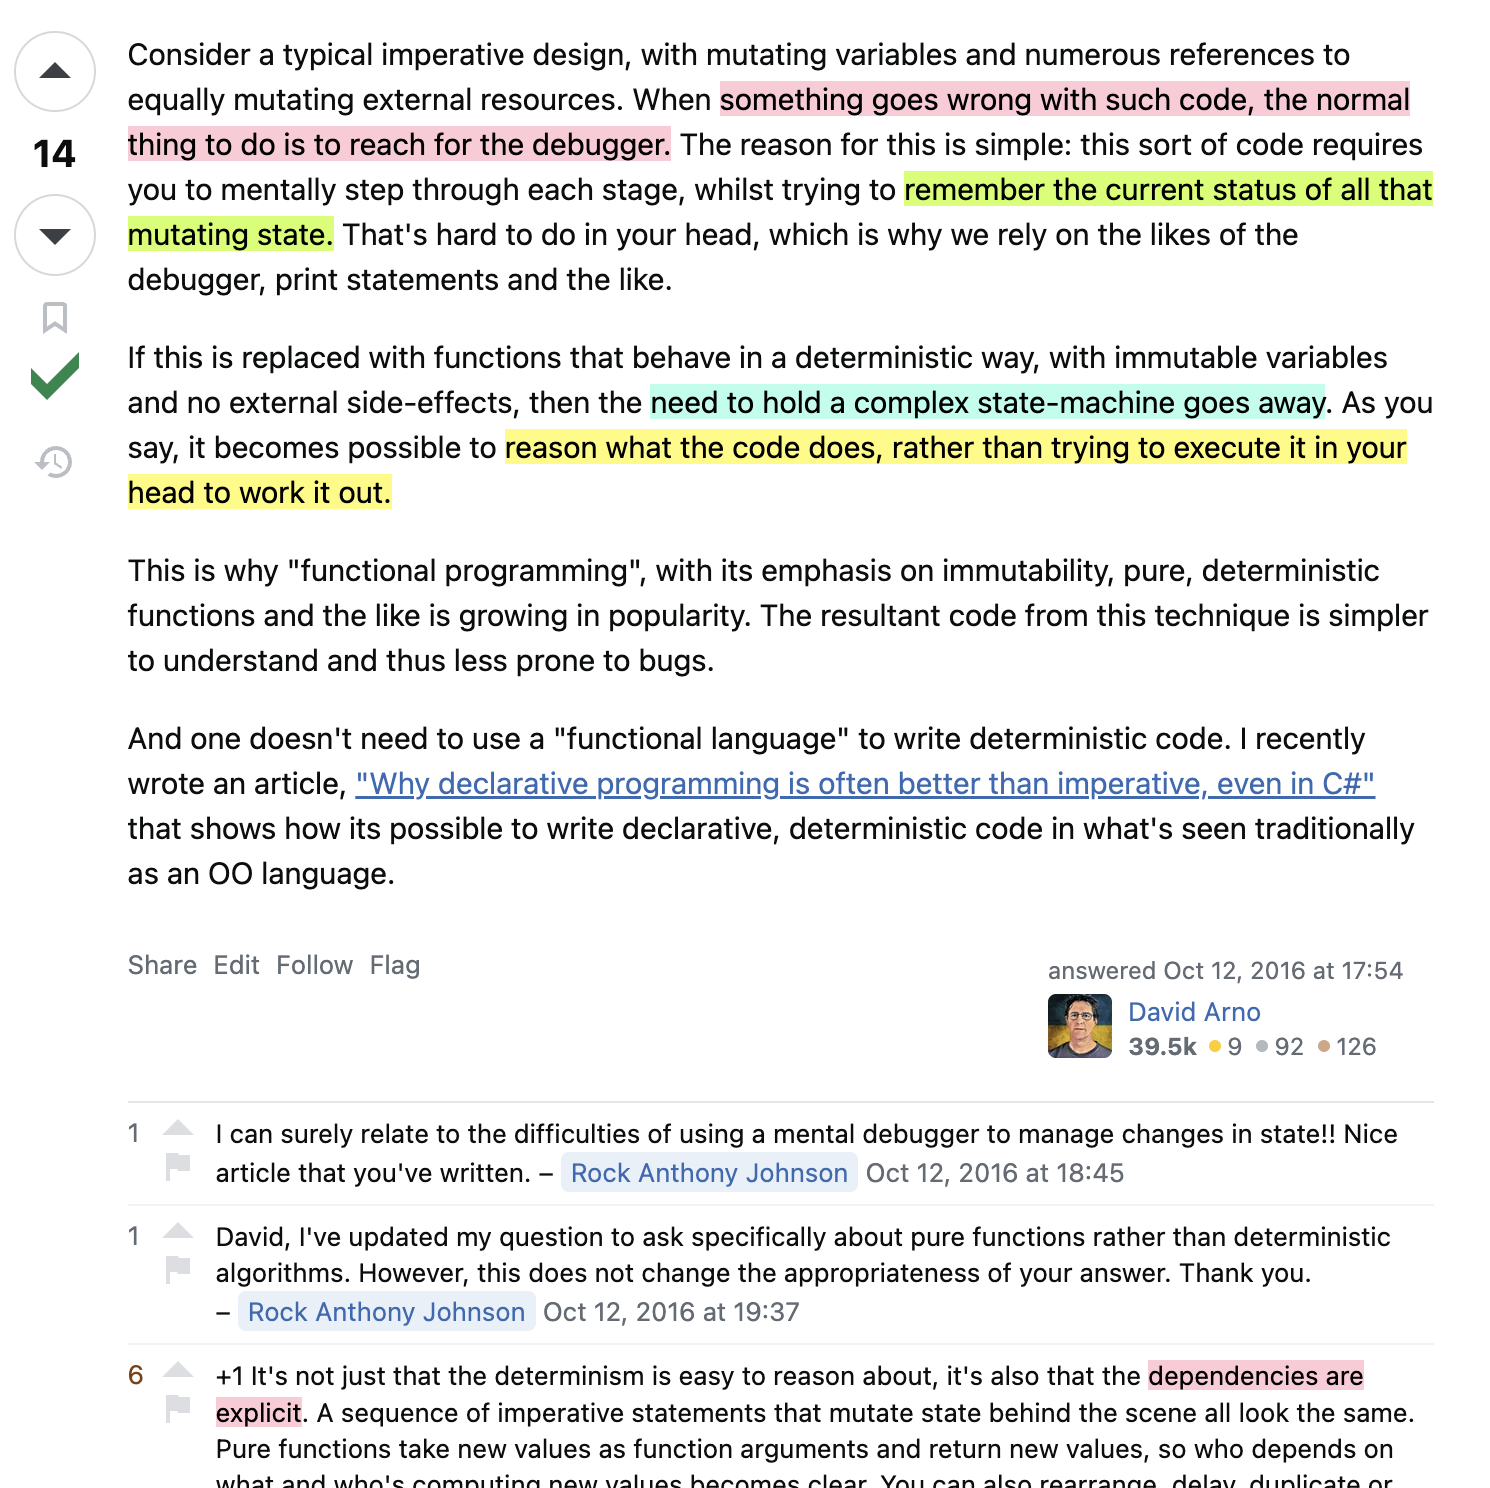 Consider a typical imperative design, with mutating variables and numerous references to
equally mutating external resources. When something goes wrong with such code, the normal
thing to do is to reach for the debugger. The reason for this is simple: this sort of code requires
you to mentally step through each stage, whilst trying to remember the current status of all that
mutating state. That's hard to do in your head, which is why we rely on the likes of the
debugger, print statements and the like.
14
If this is replaced with functions that behave in a deterministic way, with immutable variables
and no external side-effects, then the need to hold a complex state-machine goes away. As you
say, it becomes possible to reason what the code does, rather than trying to execute it in your
head to work it out.
This is why "functional programming", with its emphasis on immutability, pure, deterministic
functions and the like is growing in popularity. The resultant code from this technique is simpler
to understand and thus less prone to bugs.
And one doesn't need to use a "functional language" to write deterministic code. I recently
wrote an article, "Why declarative programming is often better than imperative, even in C#"
that shows how its possible to write declarative, deterministic code in what's seen traditionally
as an OO language.
Share Edit Follow Flag
answered Oct 12, 2016 at 17:54
David Arno
39.5k 9 92 126
1 I can surely relate to the difficulties of using a mental debugger to manage changes in state!! Nice
article that you've written. – Rock Anthony Johnson Oct 12, 2016 at 18:45
1 David, I've updated my question to ask specifically about pure functions rather than deterministic
algorithms. However, this does not change the appropriateness of your answer. Thank you.
– Rock Anthony Johnson Oct 12, 2016 at 19:37
6 +1 It's not just that the determinism is easy to reason about, it's also that the dependencies are
explicit. A sequence of imperative statements that mutate state behind the scene all look the same.
Pure functions take new values as function arguments and return new values, so who depends on
what and who's computing new values becomes clear. You can also rearrange, delay, duplicate or